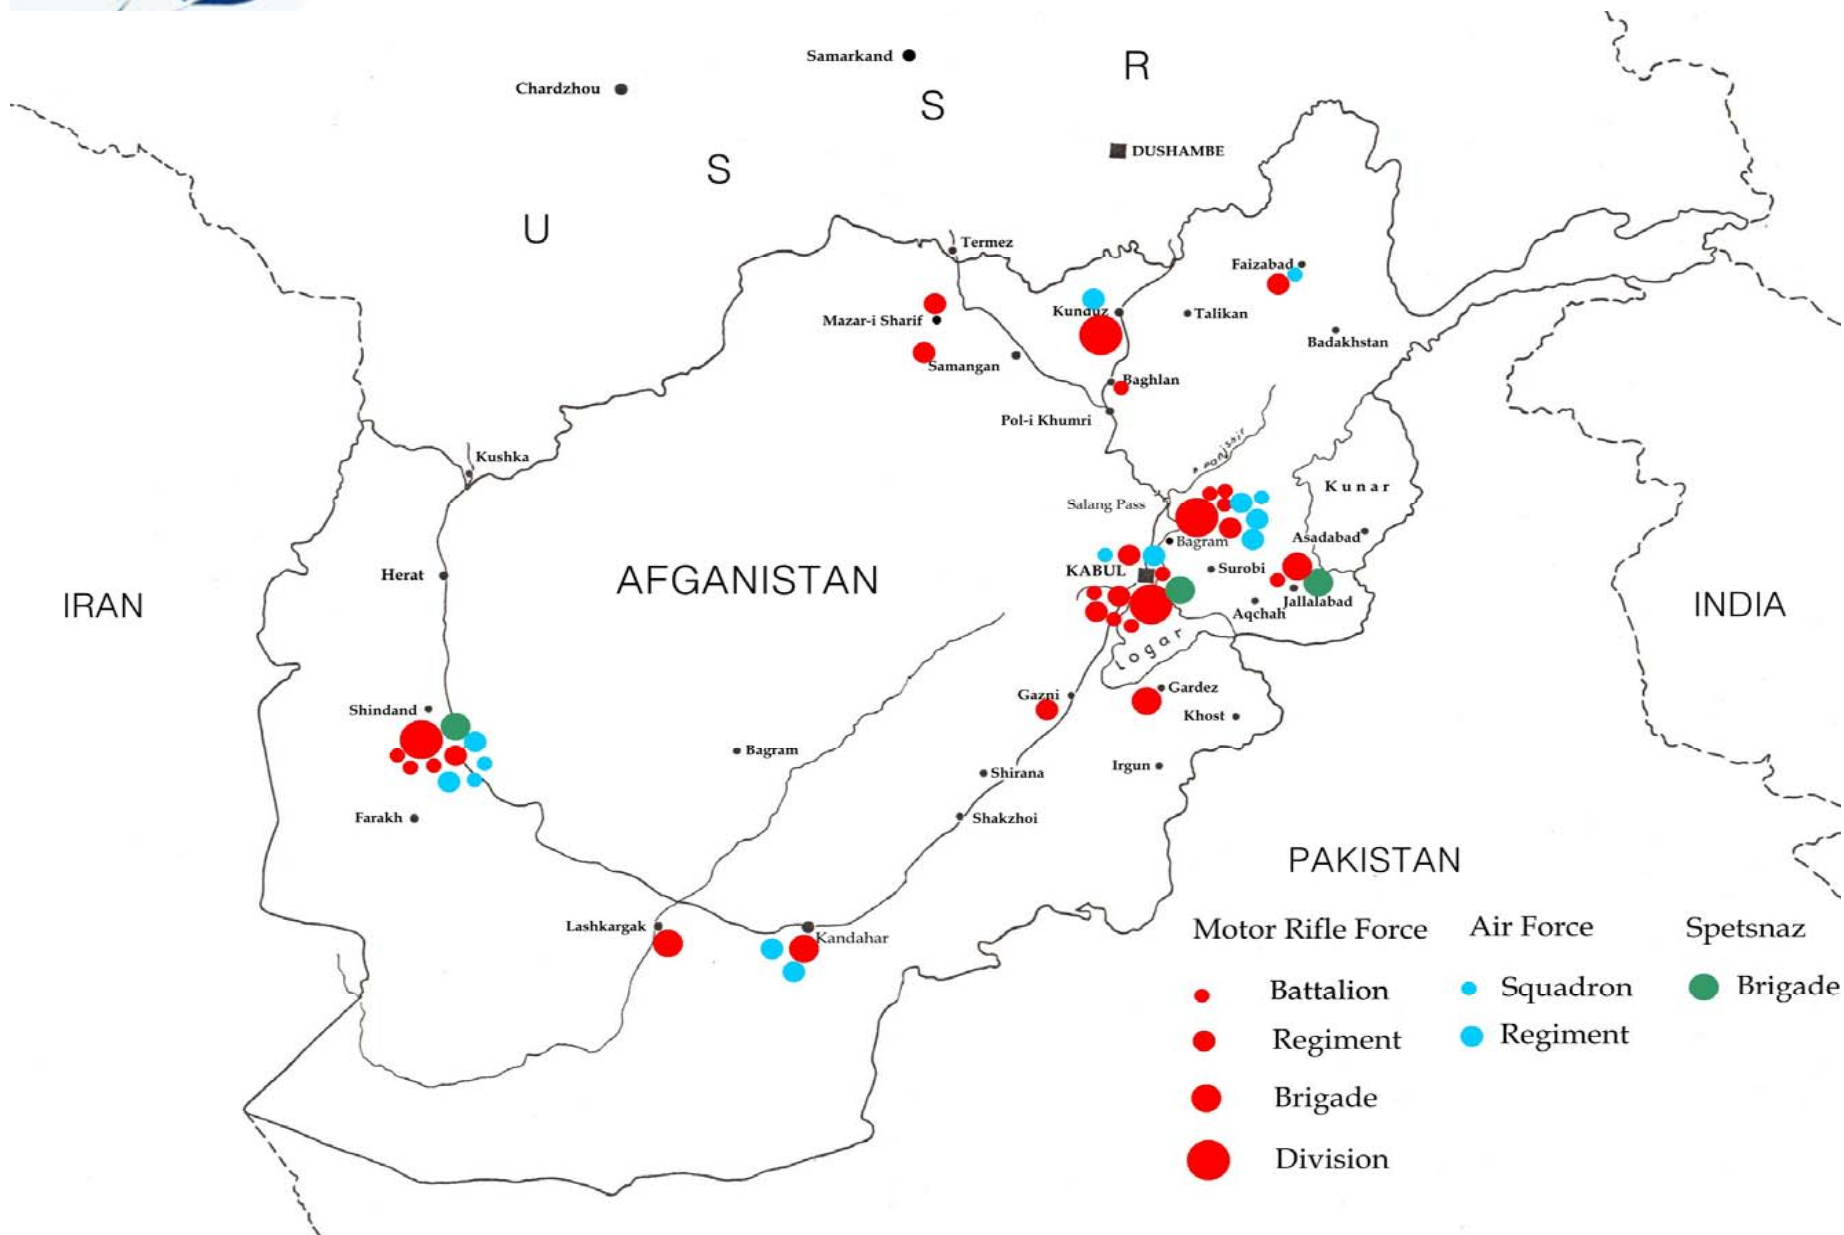 Samarkand
Chardzhou
U S S R
DUSHAMBE
Termez
Faizabad
Mazar-i Sharif
Kunduz
Talikan
Badakhstan
Samangan
Baghlan
Pol-i Khumri
Kushka
Panjsir
Kunar
Salang Pass
Bagram
Asadabad
Herat
KABUL
Surobi
AFGANISTAN
IRAN
Jallalabad
INDIA
Aqchah
Logar
Gazni
Gardez
Shindand
Khost
Bagram
Irgun
Shirana
Farakh
Shakzhoi
PAKISTAN
Lashkargak
Kandahar
Motor Rifle Force
Air Force
Spetsnaz
Battalion
Squadron
Brigade
Regiment
Regiment
Brigade
Division